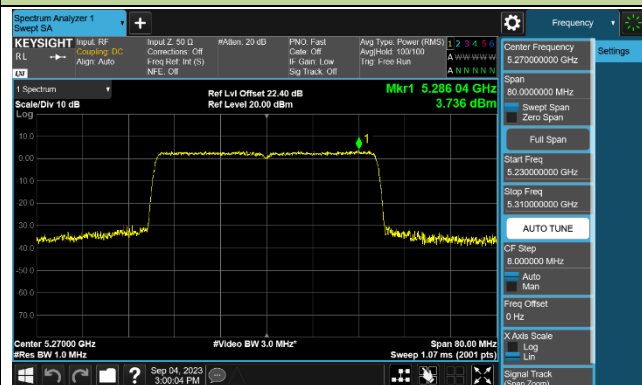 Spectrum Analyzer 1
Swept SA
Frequency
KEYSIGHT
RL
Input: RF
Coupling: DC
Align: Auto
Input Z: 50 Ω
Corrections: Off
Freq Ref: Int (S)
NFE: Off
#Atten: 20 dB
PNO: Fast
Gate: Off
IF Gain: Low
Sig Track: Off
Avg Type: Power (RMS)
Avg|Hold: 100/100
Trig: Free Run
1 2 3 4 5 6
A W W W W W
A N N N N N
LXI
1 Spectrum
Scale/Div 10 dB
Log
Ref Lvl Offset 22.40 dB
Ref Level 20.00 dBm
Mkr1 5.286 04 GHz
3.736 dBm
1
10.0
0.00
-10.0
-20.0
-30.0
-40.0
-50.0
-60.0
-70.0
Center 5.27000 GHz
#Res BW 1.0 MHz
#Video BW 3.0 MHz*
Span 80.00 MHz
Sweep 1.07 ms (2001 pts)
Center Frequency
5.270000000 GHz
Settings
Span
80.0000000 MHz
Swept Span
Zero Span
Full Span
Start Freq
5.230000000 GHz
Stop Freq
5.310000000 GHz
AUTO TUNE
CF Step
8.000000 MHz
Auto
Man
Freq Offset
0 Hz
X Axis Scale
Log
Lin
Signal Track
(Span Zoom)
Sep 04, 2023
3:00:04 PM